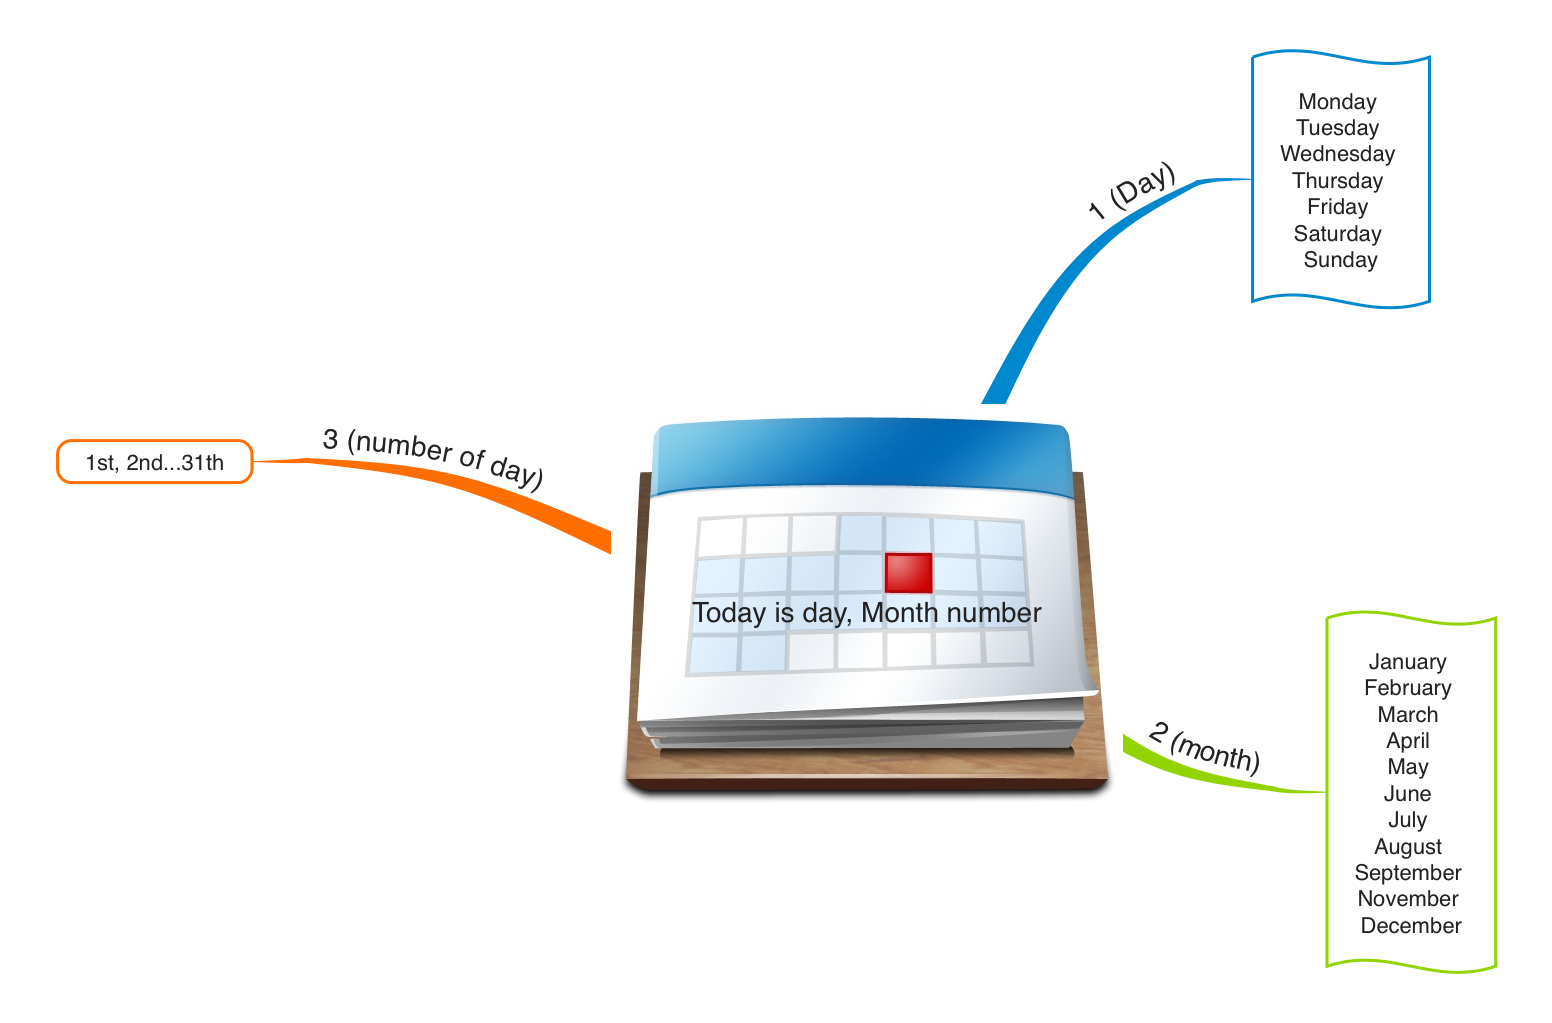 1 (Day)
Monday
Tuesday
Wednesday
Thursday
Friday
Saturday
Sunday
3 (number of day)
1st, 2nd...31th
Today is day, Month number
2 (month)
January
February
March
April
May
June
July
August
September
November
December